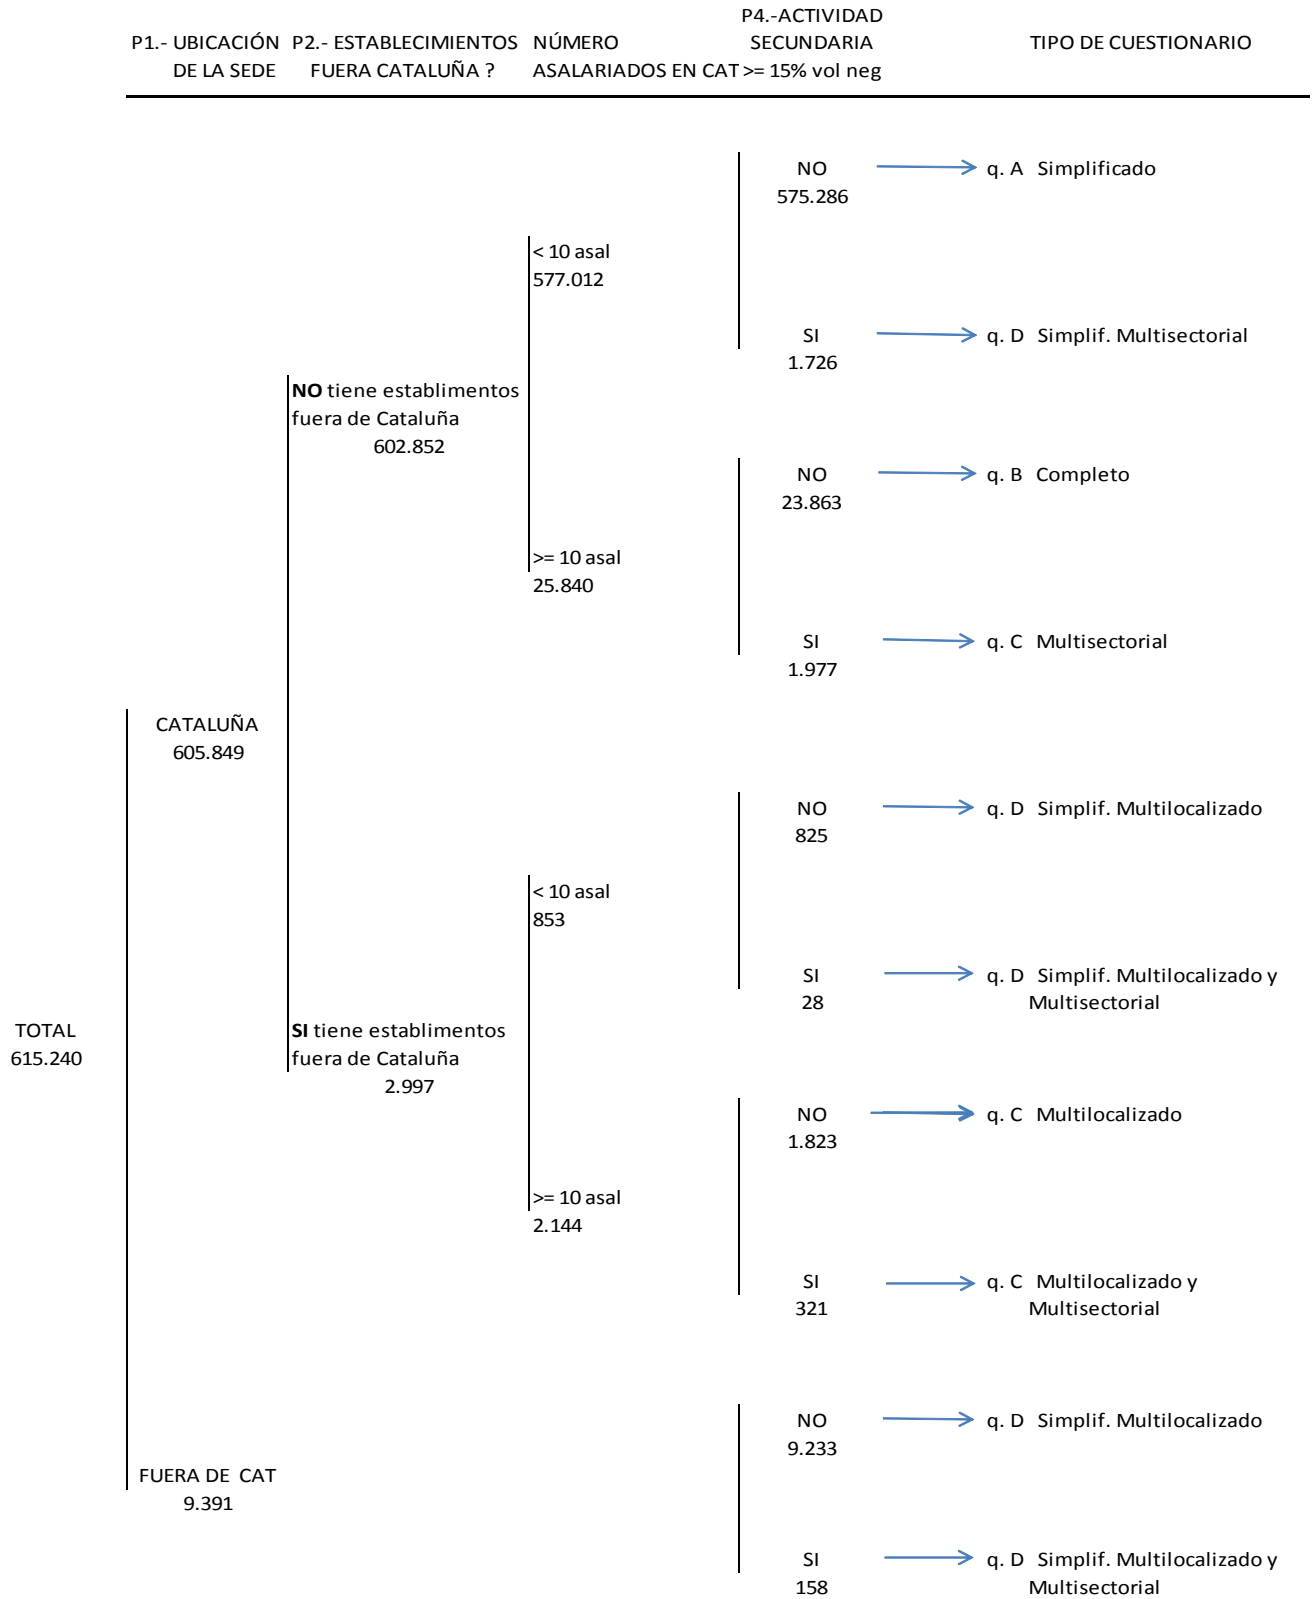 P4.-ACTIVIDAD
P1.- UBICACIÓN P2.- ESTABLECIMIENTOS NÚMERO SECUNDARIA TIPO DE CUESTIONARIO
DE LA SEDE FUERA CATALUÑA ? ASALARIADOS EN CAT >= 15% vol neg
NO q. A Simplificado
575.286
< 10 asal
577.012
SI q. D Simplif. Multisectorial
1.726
NO tiene establimentos
fuera de Cataluña
602.852
NO q. B Completo
23.863
>= 10 asal
25.840
SI q. C Multisectorial
1.977
CATALUÑA
605.849
NO q. D Simplif. Multilocalizado
825
< 10 asal
853
SI q. D Simplif. Multilocalizado y
28 Multisectorial
TOTAL SI tiene establimentos
615.240 fuera de Cataluña
2.997
NO q. C Multilocalizado
1.823
>= 10 asal
2.144
SI q. C Multilocalizado y
321 Multisectorial
NO q. D Simplif. Multilocalizado
9.233
FUERA DE CAT
9.391
SI q. D Simplif. Multilocalizado y
158 Multisectorial